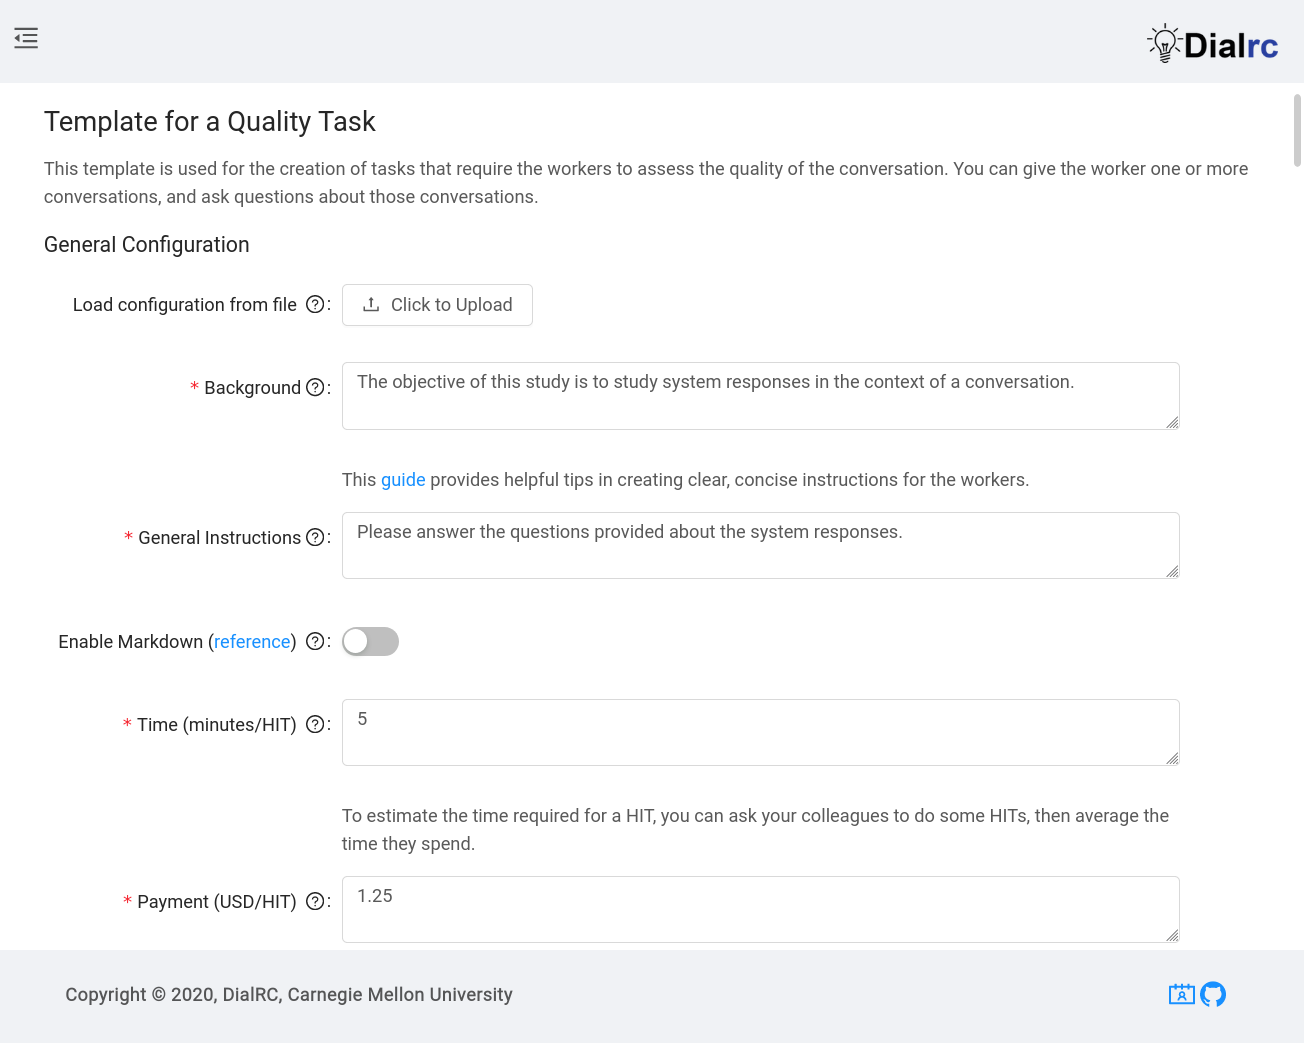 Dialrc
Template for a Quality Task
This template is used for the creation of tasks that require the workers to assess the quality of the conversation. You can give the worker one or more
conversations, and ask questions about those conversations.
General Configuration
Load configuration from file ? :
Click to Upload
* Background ? :
The objective of this study is to study system responses in the context of a conversation.
This guide provides helpful tips in creating clear, concise instructions for the workers.
* General Instructions ? :
Please answer the questions provided about the system responses.
Enable Markdown (reference) ? :
* Time (minutes/HIT) ? :
5
To estimate the time required for a HIT, you can ask your colleagues to do some HITs, then average the
time they spend.
* Payment (USD/HIT) ? :
1.25
Copyright © 2020, DialRC, Carnegie Mellon University